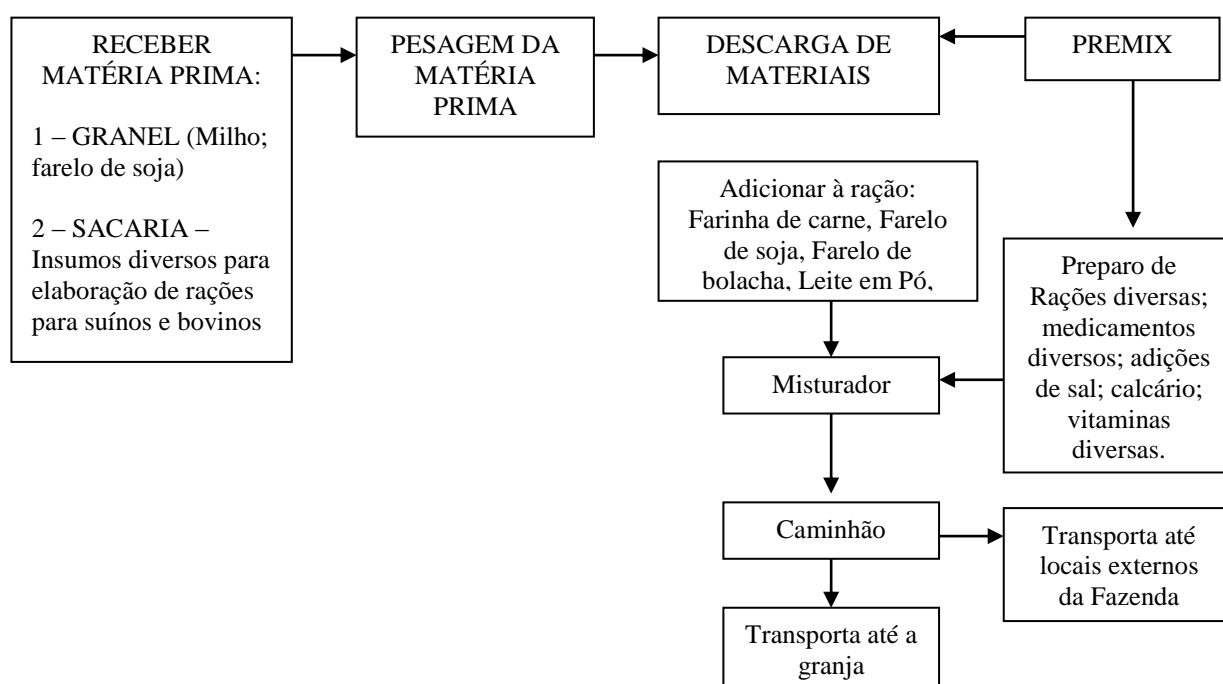 RECEBER
MATÉRIA PRIMA:
1 – GRANEL (Milho;
farelo de soja)
2 – SACARIA –
Insumos diversos para
elaboração de rações
para suínos e bovinos
PESAGEM DA
MATÉRIA
PRIMA
DESCARGA DE
MATERIAIS
PREMIX
Adicionar à ração:
Farinha de carne, Farelo
de soja, Farelo de
bolacha, Leite em Pó,
Preparo de
Rações diversas;
medicamentos
diversos; adições
de sal; calcário;
vitaminas
diversas.
Misturador
Caminhão
Transporta até
locais externos
da Fazenda
Transporta até a
granja